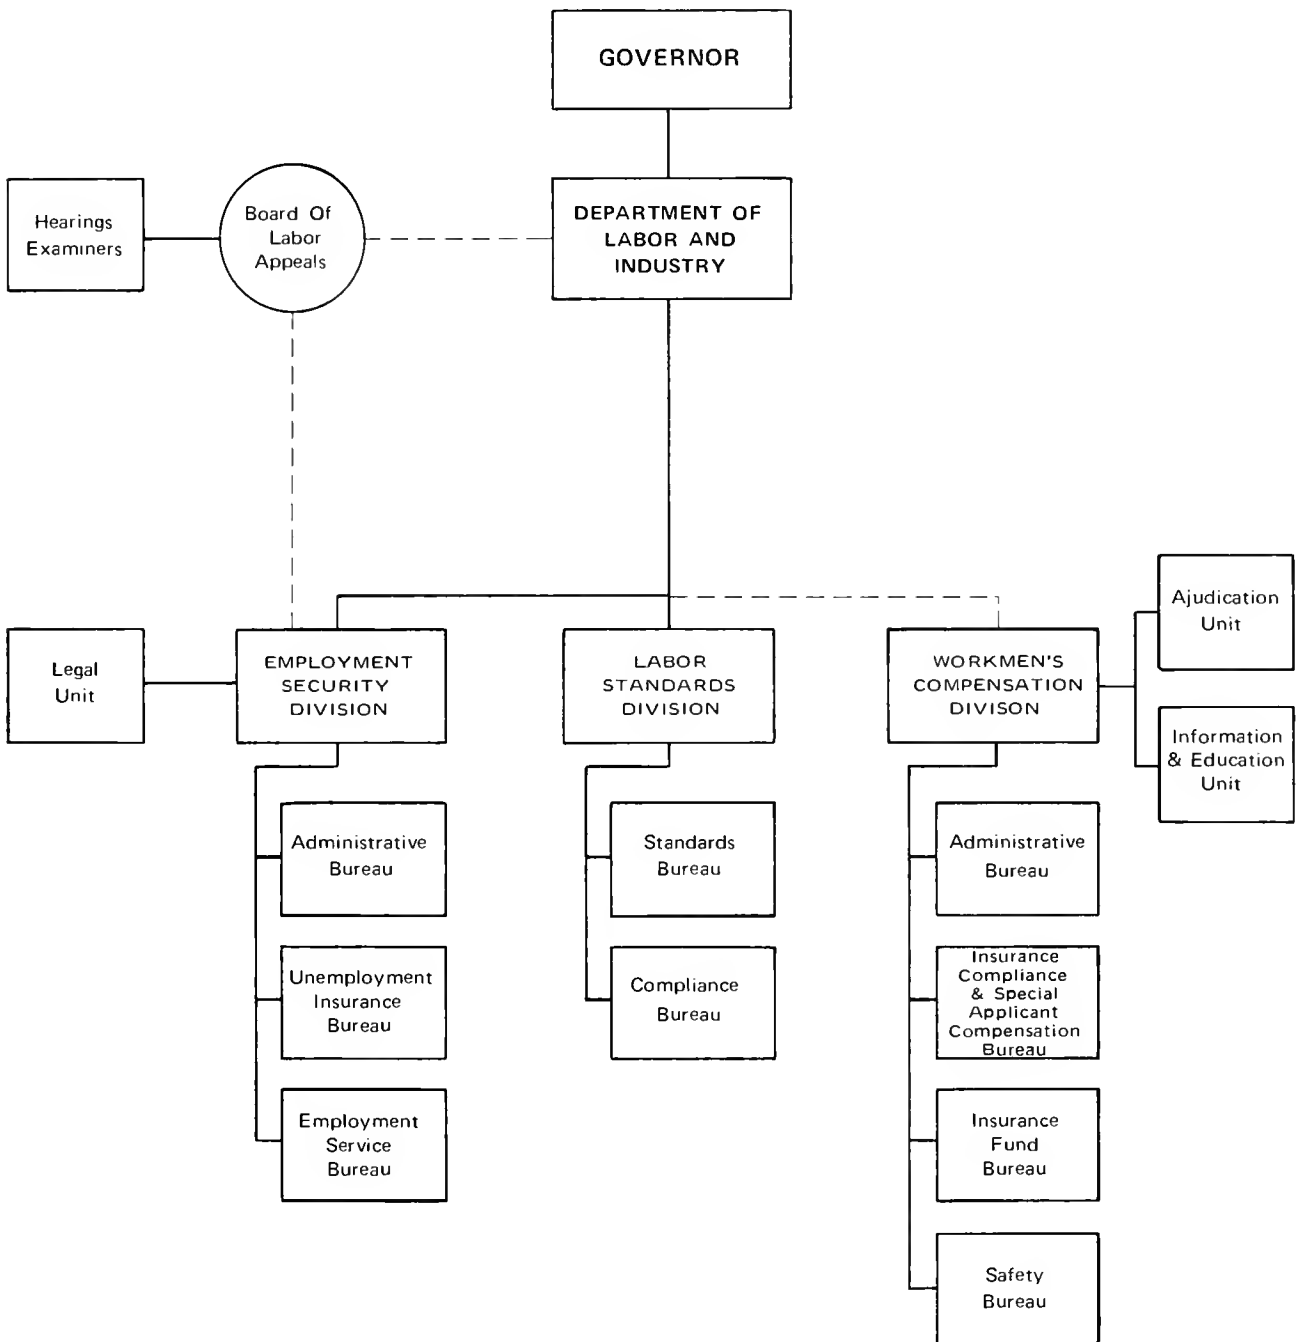 GOVERNOR
Hearings
Examiners
Board Of
Labor
Appeals
DEPARTMENT OF
LABOR AND
INDUSTRY
Legal
Unit
EMPLOYMENT
SECURITY
DIVISION
LABOR
STANDARDS
DIVISION
WORKMEN'S
COMPENSATION
DIVISON
Ajudication
Unit
Information
& Education
Unit
Administrative
Bureau
Unemployment
Insurance
Bureau
Employment
Service
Bureau
Standards
Bureau
Compliance
Bureau
Administrative
Bureau
Insurance
Compliance
& Special
Applicant
Compensation
Bureau
Insurance
Fund
Bureau
Safety
Bureau